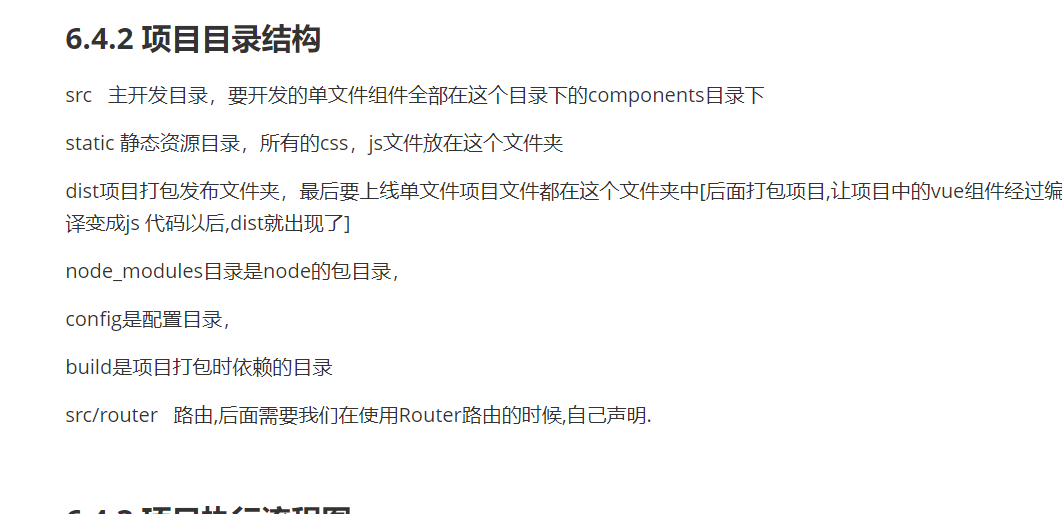 6.4.2 项目目录结构
src 主开发目录，要开发的单文件组件全部在这个目录下的components目录下
static 静态资源目录，所有的css，js文件放在这个文件夹
dist项目打包发布文件夹，最后要上线单文件项目文件都在这个文件夹中[后面打包项目,让项目中的vue组件经过编
译变成js 代码以后,dist就出现了]
node_modules目录是node的包目录，
config是配置目录，
build是项目打包时依赖的目录
src/router 路由,后面需要我们在使用Router路由的时候,自己声明.
6.4.3 项目执行流程图